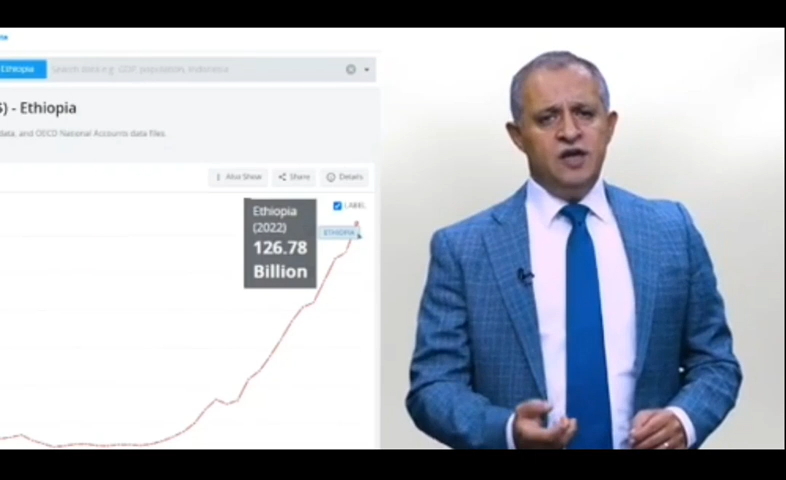 Ethiopia
Search data e.g. GDP, population, Indonesia
$) - Ethiopia
data, and OECD National Accounts data files.
Also Show
Share
Details
LABEL
Ethiopia
(2022)
126.78
Billion
ETHIOPIA